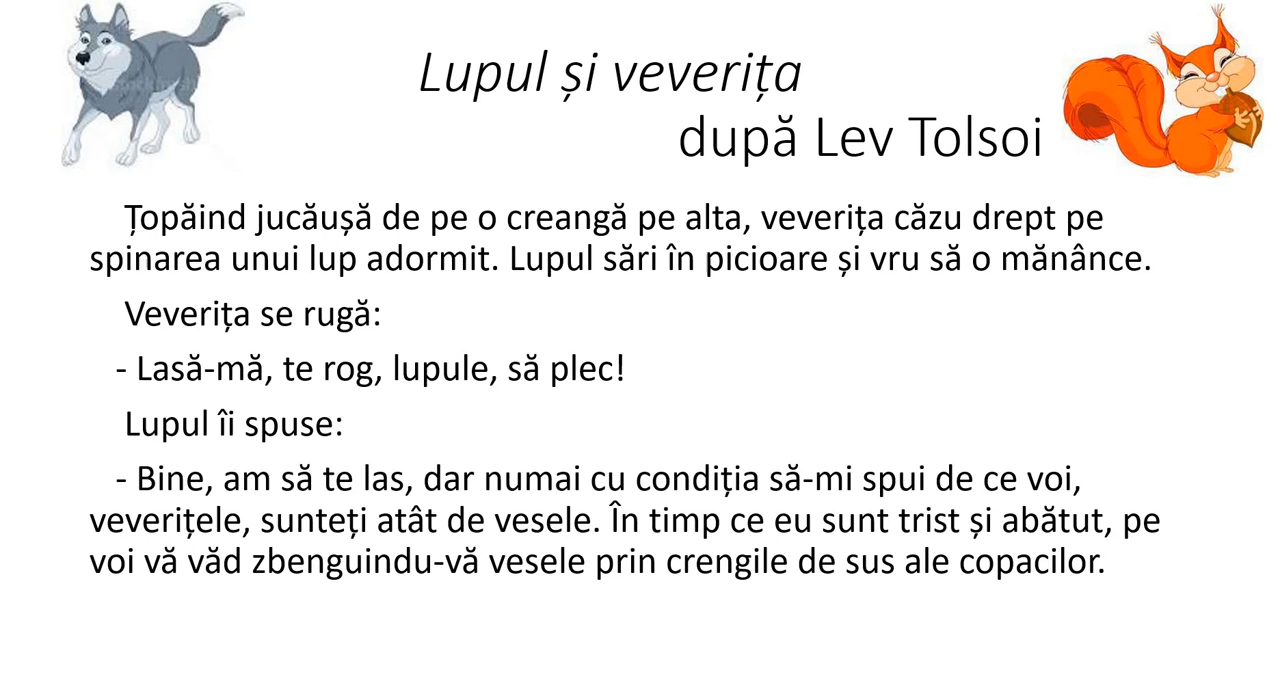 Lupul și veverița
după Lev Tolsoi
Țopăind jucăușă de pe o creangă pe alta, veverița căzu drept pe
spinarea unui lup adormit. Lupul sări în picioare și vru să o mănânce.
Veverița se rugă:
- Lasă-mă, te rog, lupule, să plec!
Lupul îi spuse:
- Bine, am să te las, dar numai cu condiția să-mi spui de ce voi,
veverițele, sunteți atât de vesele. În timp ce eu sunt trist și abătut, pe
voi vă văd zbenguindu-vă vesele prin crengile de sus ale copacilor.